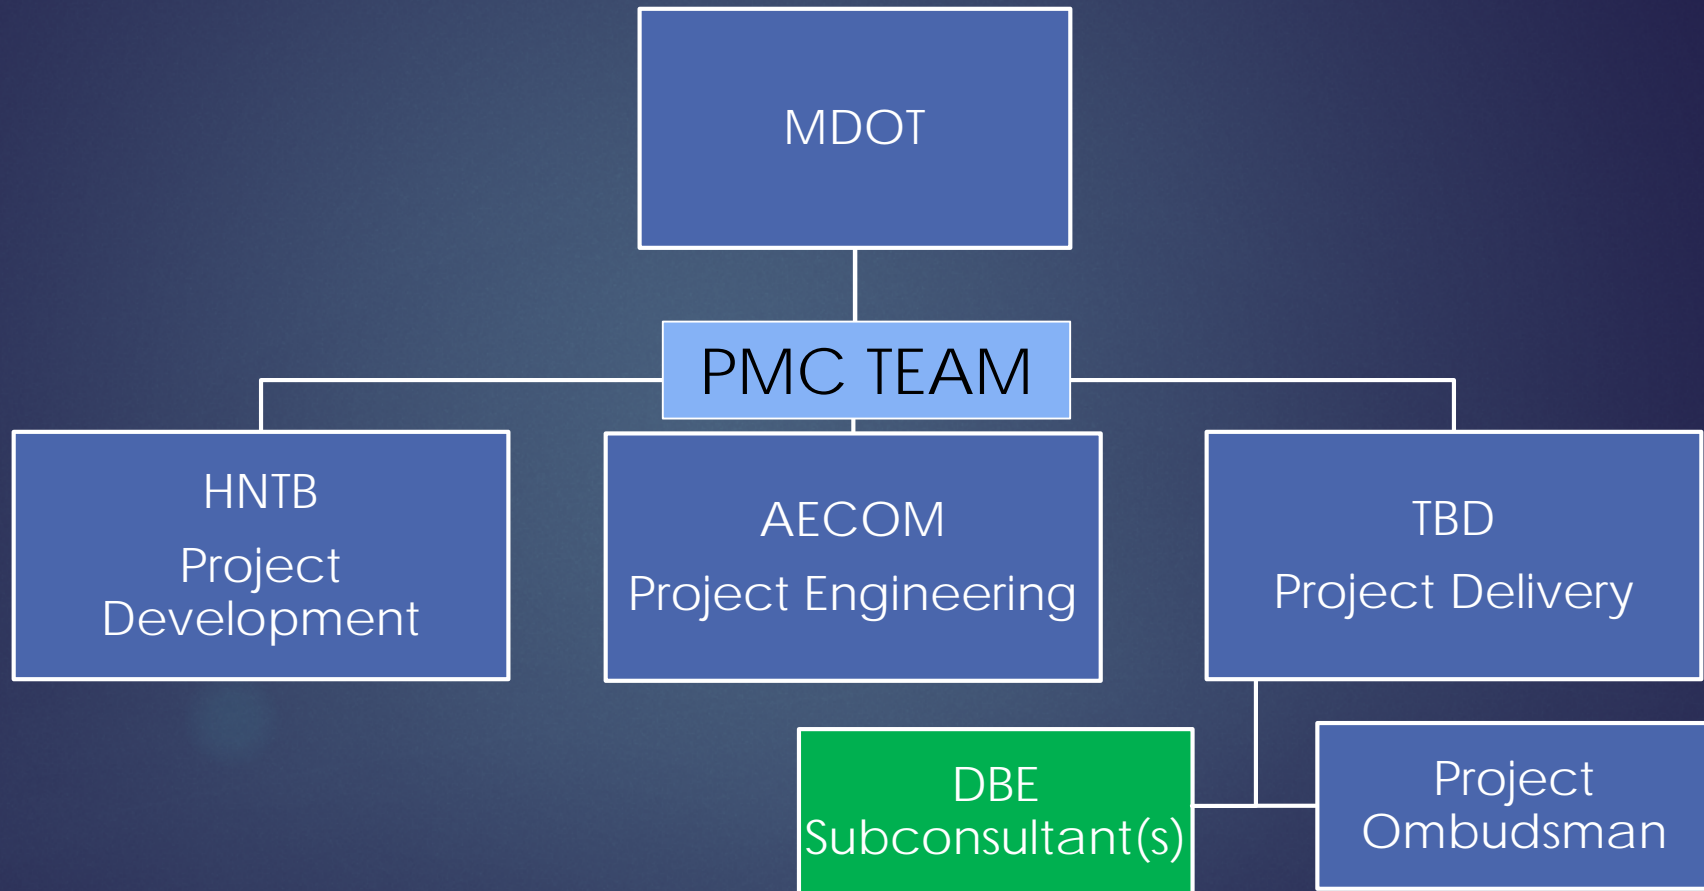 MDOT
PMC TEAM
HNTB
Project
Development
AECOM
Project Engineering
TBD
Project Delivery
DBE
Subconsultant(s)
Project
Ombudsman